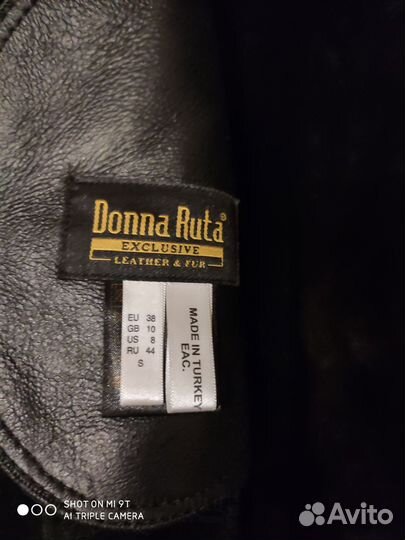 Donna Ruta®
EXCLUSIVE
LEATHER & FUR
EU 38
GB 10
US 8
RU 44
S
MADE IN TURKEY
EAC.
SHOT ON MI 9T
AI TRIPLE CAMERA
Avito